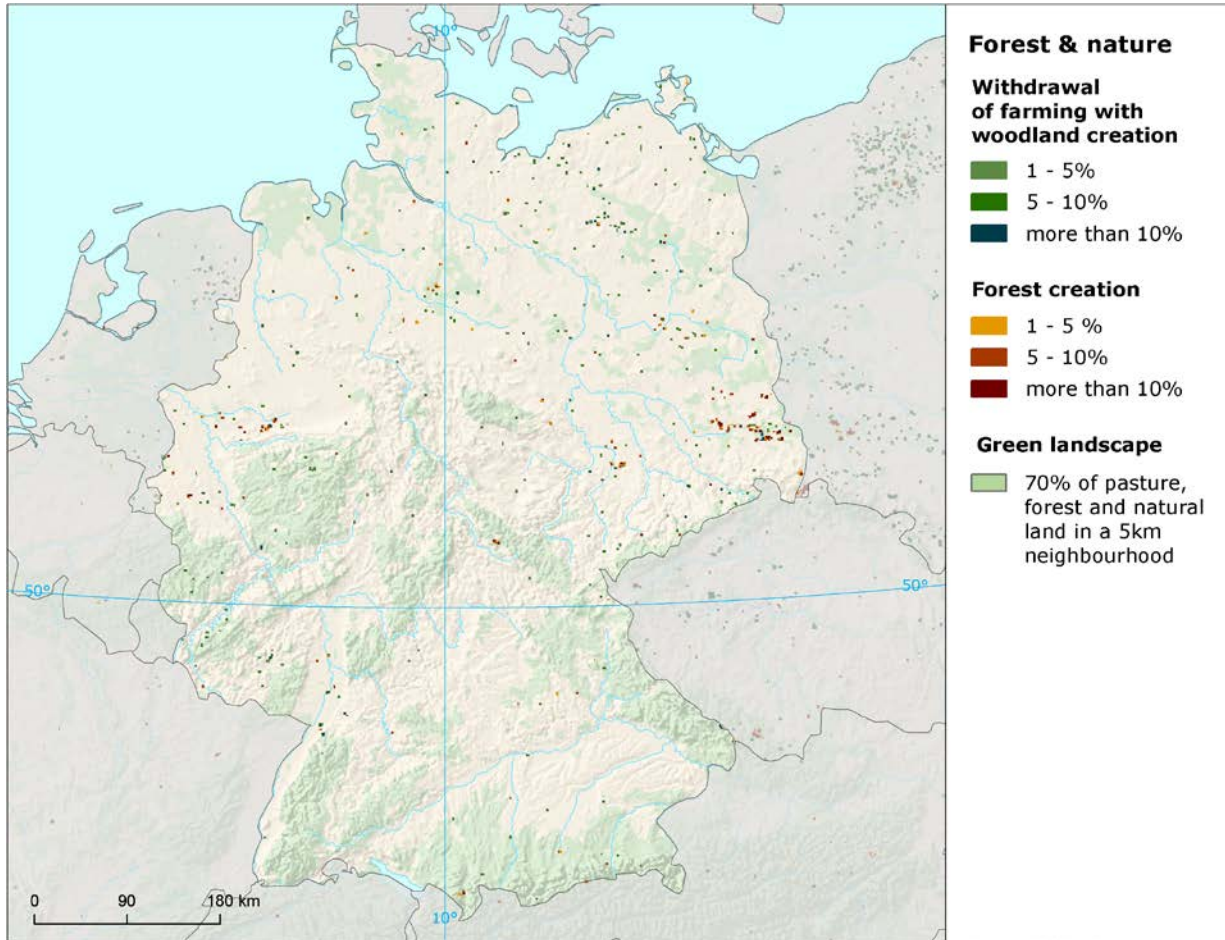 10°
50°
50°
10°
0 90 180 km
Forest & nature
Withdrawal
of farming with
woodland creation
1 - 5%
5 - 10%
more than 10%
Forest creation
1 - 5 %
5 - 10%
more than 10%
Green landscape
70% of pasture,
forest and natural
land in a 5km
neighbourhood